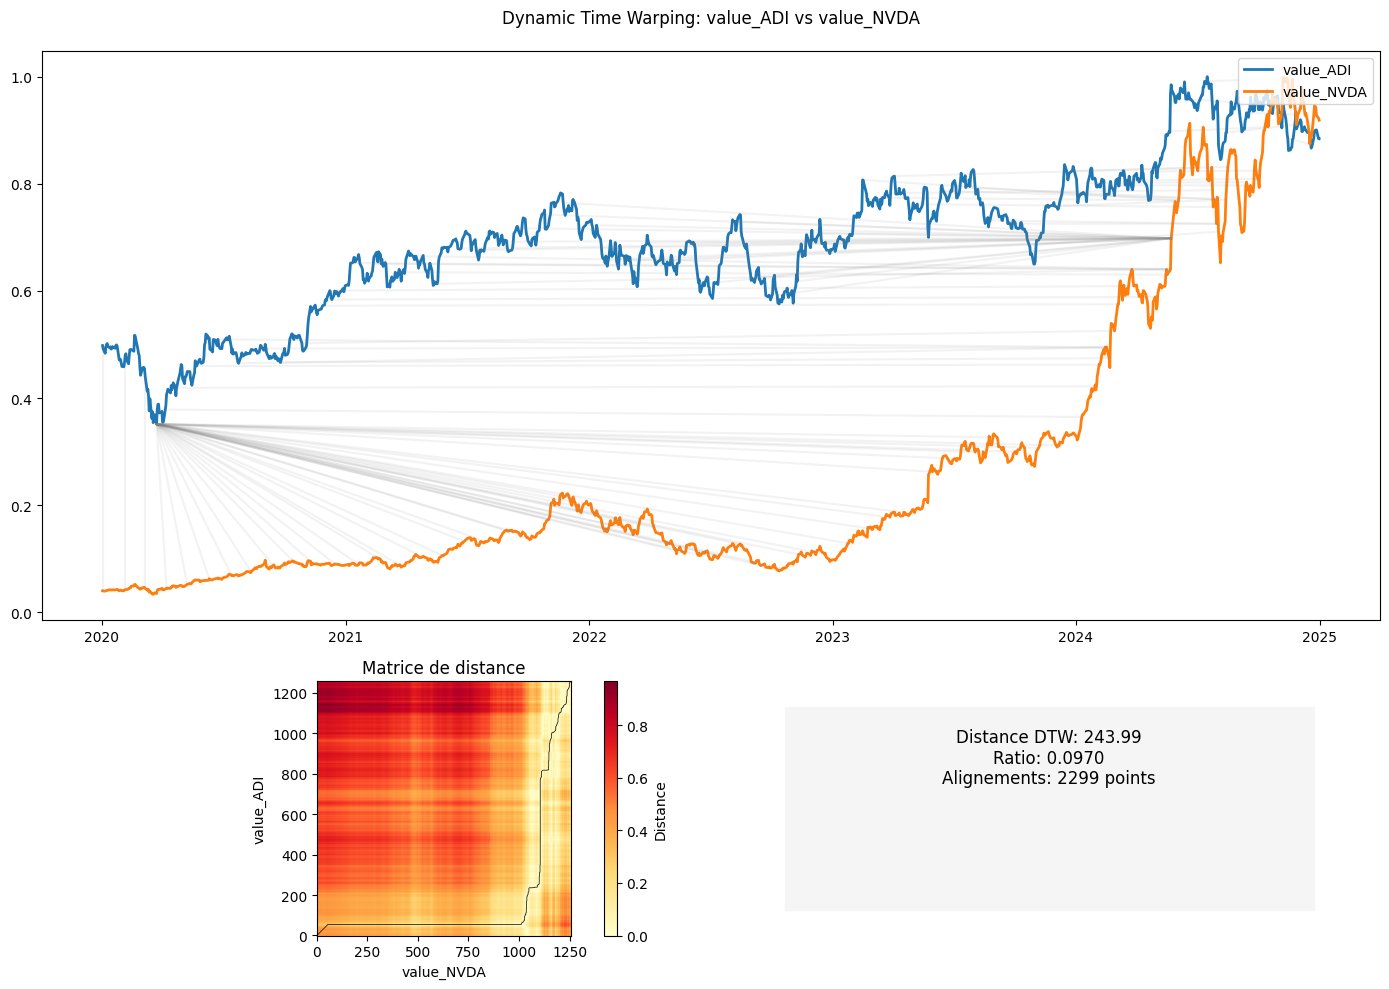 Dynamic Time Warping: value_ADI vs value_NVDA
value_ADI
value_NVDA
1.0
0.8
0.6
0.4
0.2
0.0
2020 2021 2022 2023 2024 2025
Matrice de distance
value_ADI
1200
1000
800
600
400
200
0
0 250 500 750 1000 1250
value_NVDA
0.8
0.6
0.4
0.2
0.0
Distance
Distance DTW: 243.99
Ratio: 0.0970
Alignements: 2299 points